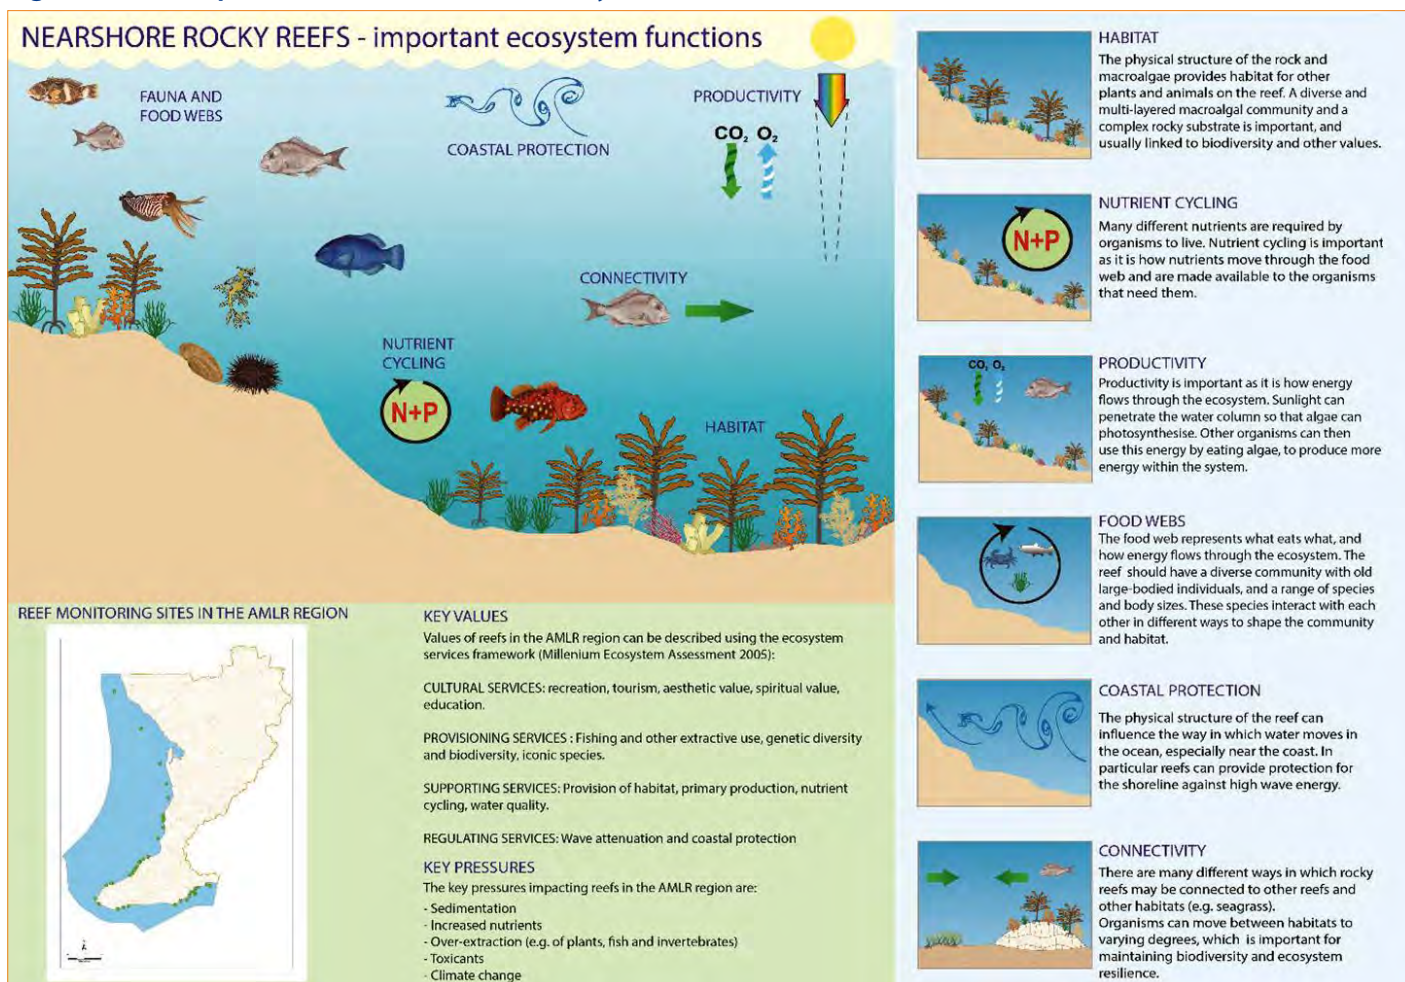 NEARSHORE ROCKY REEFS - important ecosystem functions
FAUNA AND
FOOD WEBS
COASTAL PROTECTION
PRODUCTIVITY
CO₂ O₂
CONNECTIVITY
NUTRIENT
CYCLING
N+P
HABITAT
REEF MONITORING SITES IN THE AMLR REGION
KEY VALUES
Values of reefs in the AMLR region can be described using the ecosystem
services framework (Millenium Ecosystem Assessment 2005):
CULTURAL SERVICES: recreation, tourism, aesthetic value, spiritual value,
education.
PROVISIONING SERVICES : Fishing and other extractive use, genetic diversity
and biodiversity, iconic species.
SUPPORTING SERVICES: Provision of habitat, primary production, nutrient
cycling, water quality.
REGULATING SERVICES: Wave attenuation and coastal protection
KEY PRESSURES
The key pressures impacting reefs in the AMLR region are:
- Sedimentation
- Increased nutrients
- Over-extraction (e.g. of plants, fish and invertebrates)
- Toxicants
- Climate change
HABITAT
The physical structure of the rock and
macroalgae provides habitat for other
plants and animals on the reef. A diverse and
multi-layered macroalgal community and a
complex rocky substrate is important, and
usually linked to biodiversity and other values.
NUTRIENT CYCLING
N+P
Many different nutrients are required by
organisms to live. Nutrient cycling is important
as it is how nutrients move through the food
web and are made available to the organisms
that need them.
PRODUCTIVITY
CO₂ O₂
Productivity is important as it is how energy
flows through the ecosystem. Sunlight can
penetrate the water column so that algae can
photosynthesise. Other organisms can then
use this energy by eating algae, to produce more
energy within the system.
FOOD WEBS
The food web represents what eats what, and
how energy flows through the ecosystem. The
reef should have a diverse community with old
large-bodied individuals, and a range of species
and body sizes. These species interact with each
other in different ways to shape the community
and habitat.
COASTAL PROTECTION
The physical structure of the reef can
influence the way in which water moves in
the ocean, especially near the coast. In
particular reefs can provide protection for
the shoreline against high wave energy.
CONNECTIVITY
There are many different ways in which rocky
reefs may be connected to other reefs and
other habitats (e.g. seagrass).
Organisms can move between habitats to
varying degrees, which is important for
maintaining biodiversity and ecosystem
resilience.